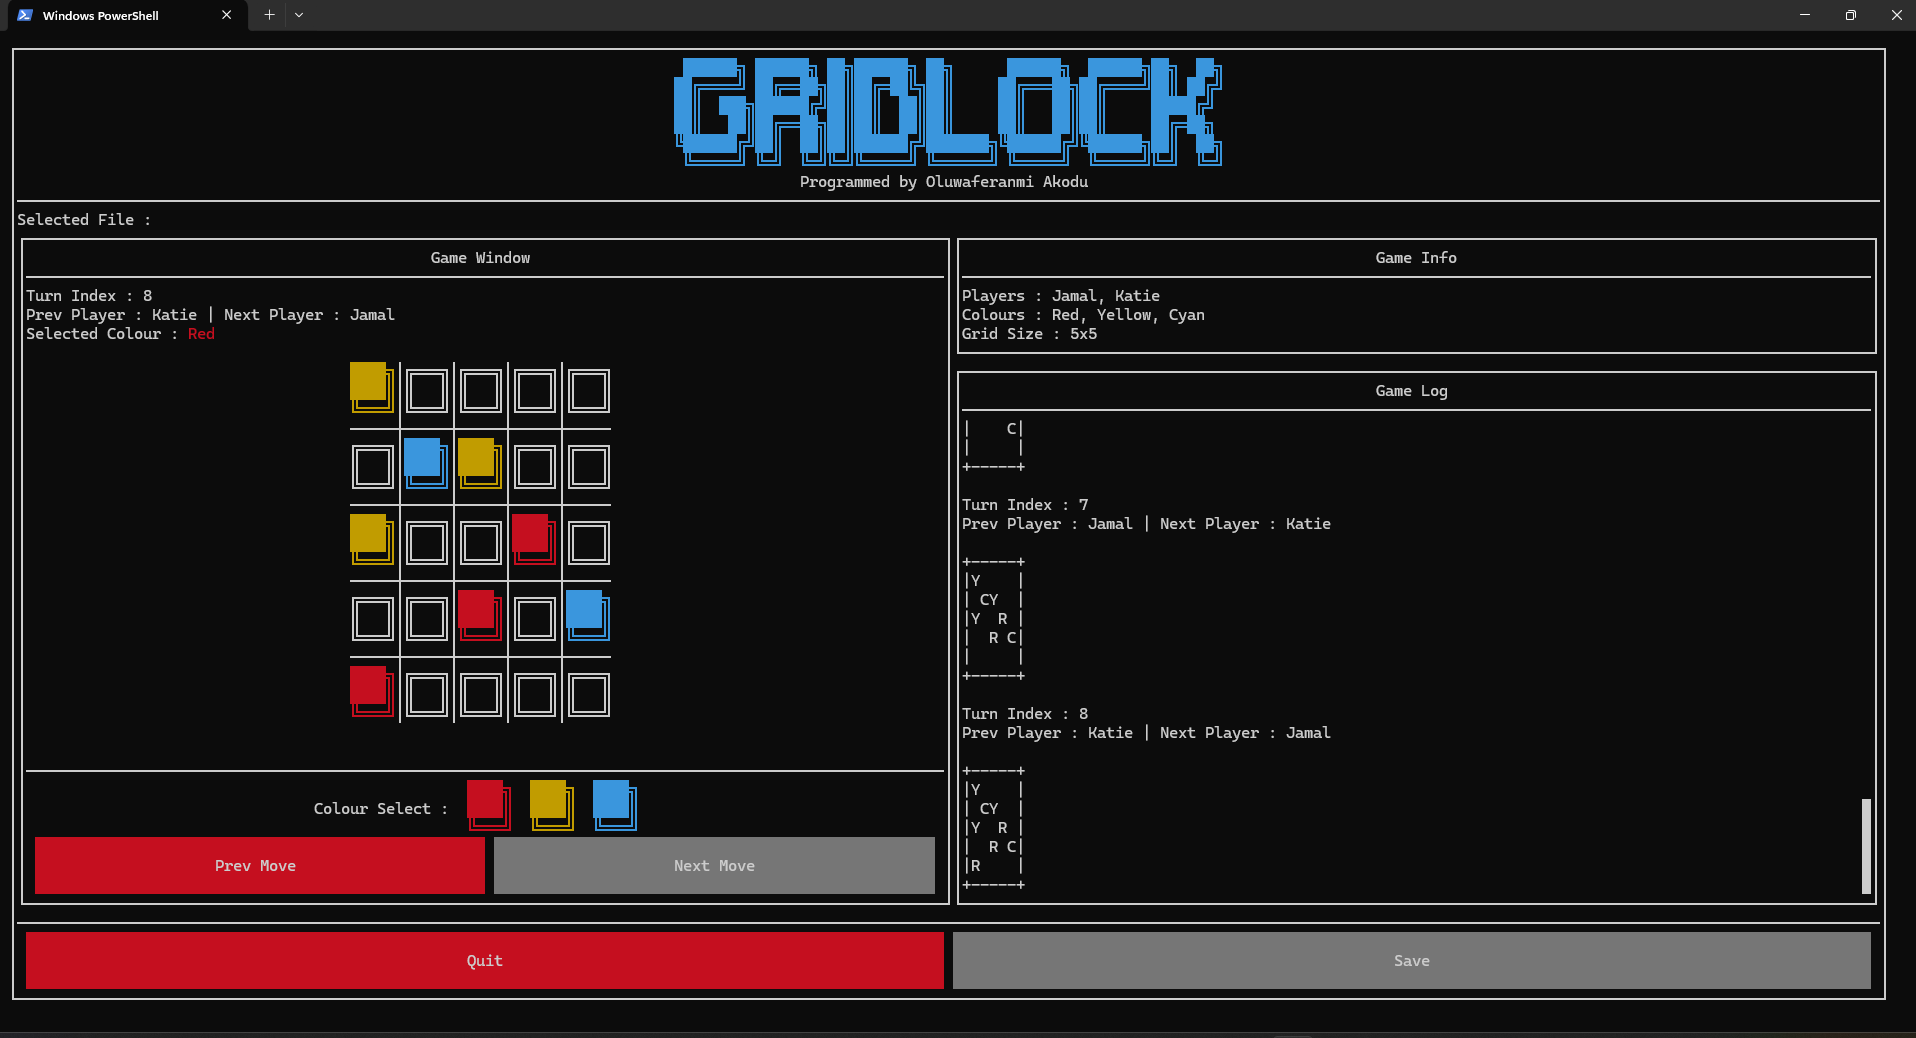 Windows PowerShell
GRIDLOCK
Programmed by Oluwaferanmi Akodu
Selected File :
Game Window
Turn Index : 8
Prev Player : Katie | Next Player : Jamal
Selected Colour : Red
Colour Select :
Prev Move
Next Move
Game Info
Players : Jamal, Katie
Colours : Red, Yellow, Cyan
Grid Size : 5x5
Game Log
|    C|
|     |
+-----+
Turn Index : 7
Prev Player : Jamal | Next Player : Katie
+-----+
|Y    |
| CY  |
|Y  R |
|  R C|
|     |
+-----+
Turn Index : 8
Prev Player : Katie | Next Player : Jamal
+-----+
|Y    |
| CY  |
|Y  R |
|  R C|
|R    |
+-----+
Quit
Save